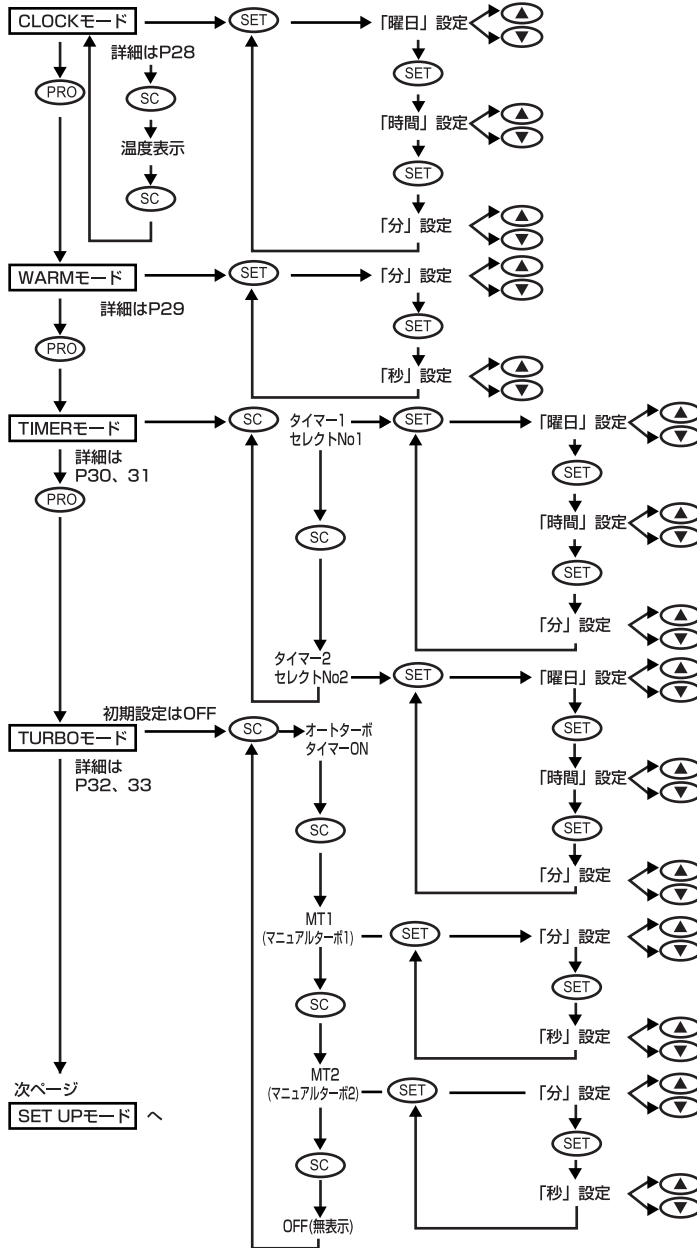 CLOCKモード
SET
「曜日」設定
▲
▼
詳細はP28
PRO
SC
SET
温度表示
「時間」設定
▲
▼
SC
SET
「分」設定
▲
▼
WARMモード
SET
「分」設定
▲
▼
詳細はP29
PRO
SET
「秒」設定
▲
▼
TIMERモード
SC
タイマー1
セレクトNo1
SET
「曜日」設定
▲
▼
詳細は
P30、31
PRO
SET
SC
「時間」設定
▲
▼
SET
「分」設定
▲
▼
タイマー2
セレクトNo2
SET
「曜日」設定
▲
▼
初期設定はOFF
TURBOモード
SC
オートターボ
タイマーON
SET
詳細は
P32、33
「時間」設定
▲
▼
SC
SET
「分」設定
▲
▼
MT1
(マニュアルターボ1)
SET
「分」設定
▲
▼
SC
SET
「秒」設定
▲
▼
MT2
(マニュアルターボ2)
SET
「分」設定
▲
▼
次ページ
SET UPモード へ
SC
SET
「秒」設定
▲
▼
OFF(無表示)